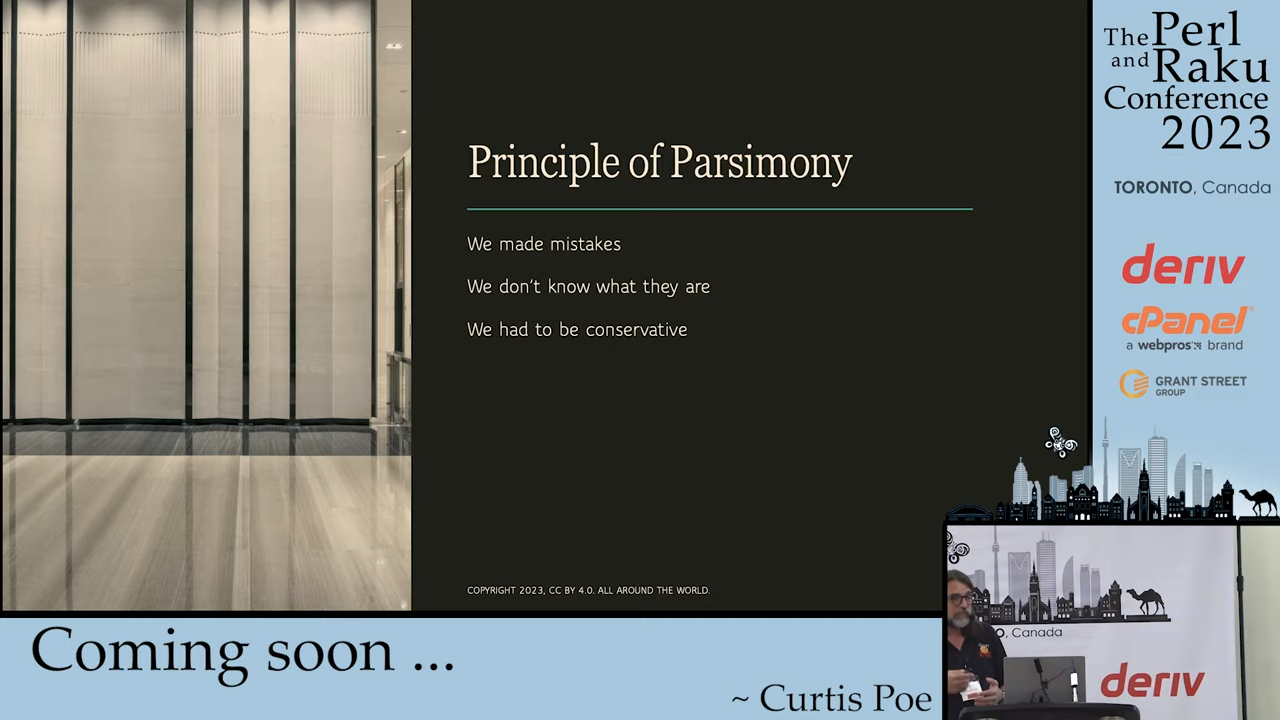 Principle of Parsimony
We made mistakes
We don't know what they are
We had to be conservative
COPYRIGHT 2023, CC BY 4.0. ALL AROUND THE WORLD.
The Perl
and Raku
Conference
2023
TORONTO, Canada
deriv
cPanel®
a webpros brand
GRANT STREET
GROUP
Coming soon ...
~ Curtis Poe
O, Canada
deriv